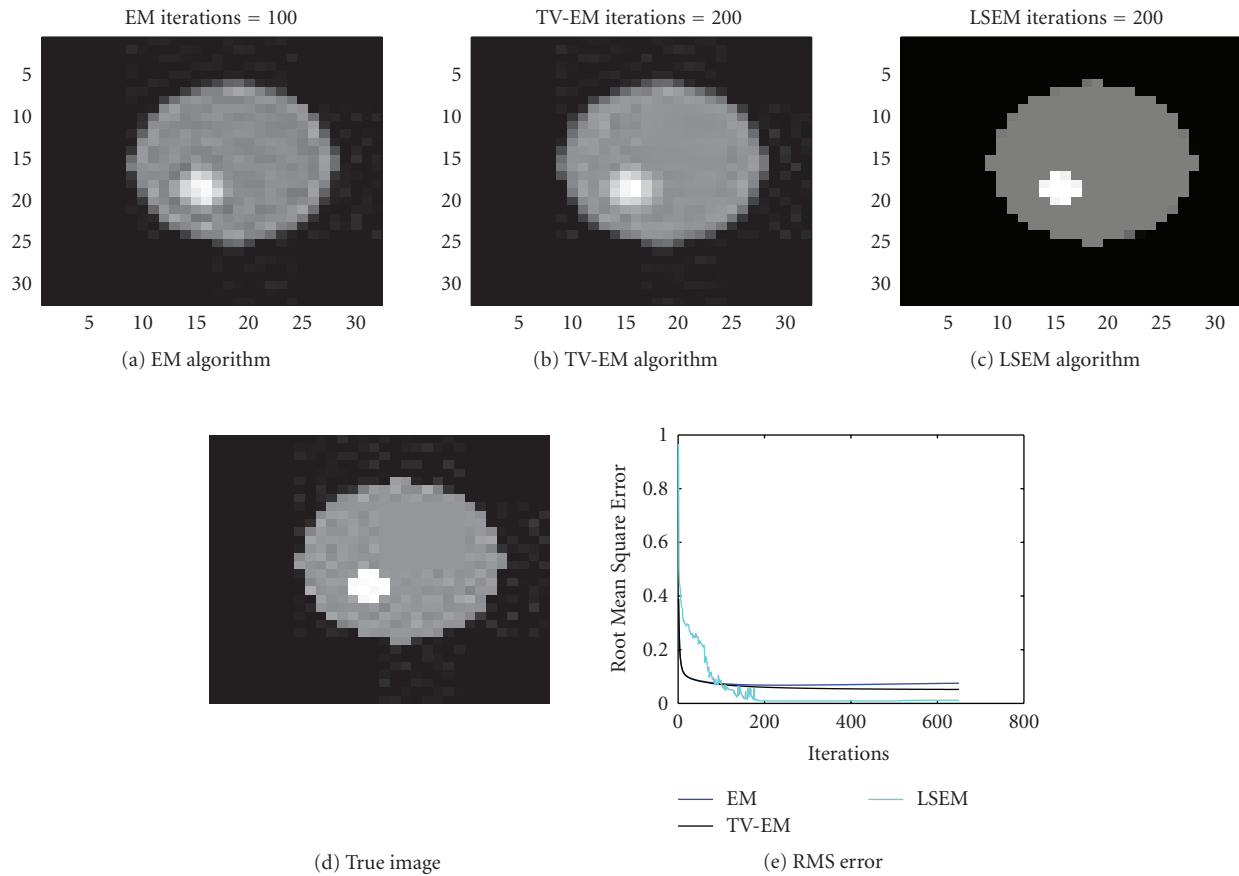 EM iterations = 100
TV-EM iterations = 200
LSEM iterations = 200
5
10
15
20
25
30
5 10 15 20 25 30
(a) EM algorithm
5
10
15
20
25
30
5 10 15 20 25 30
(b) TV-EM algorithm
5
10
15
20
25
30
5 10 15 20 25 30
(c) LSEM algorithm
(d) True image
Root Mean Square Error
1
0.8
0.6
0.4
0.2
0
0 200 400 600 800
Iterations
EM
LSEM
TV-EM
(e) RMS error